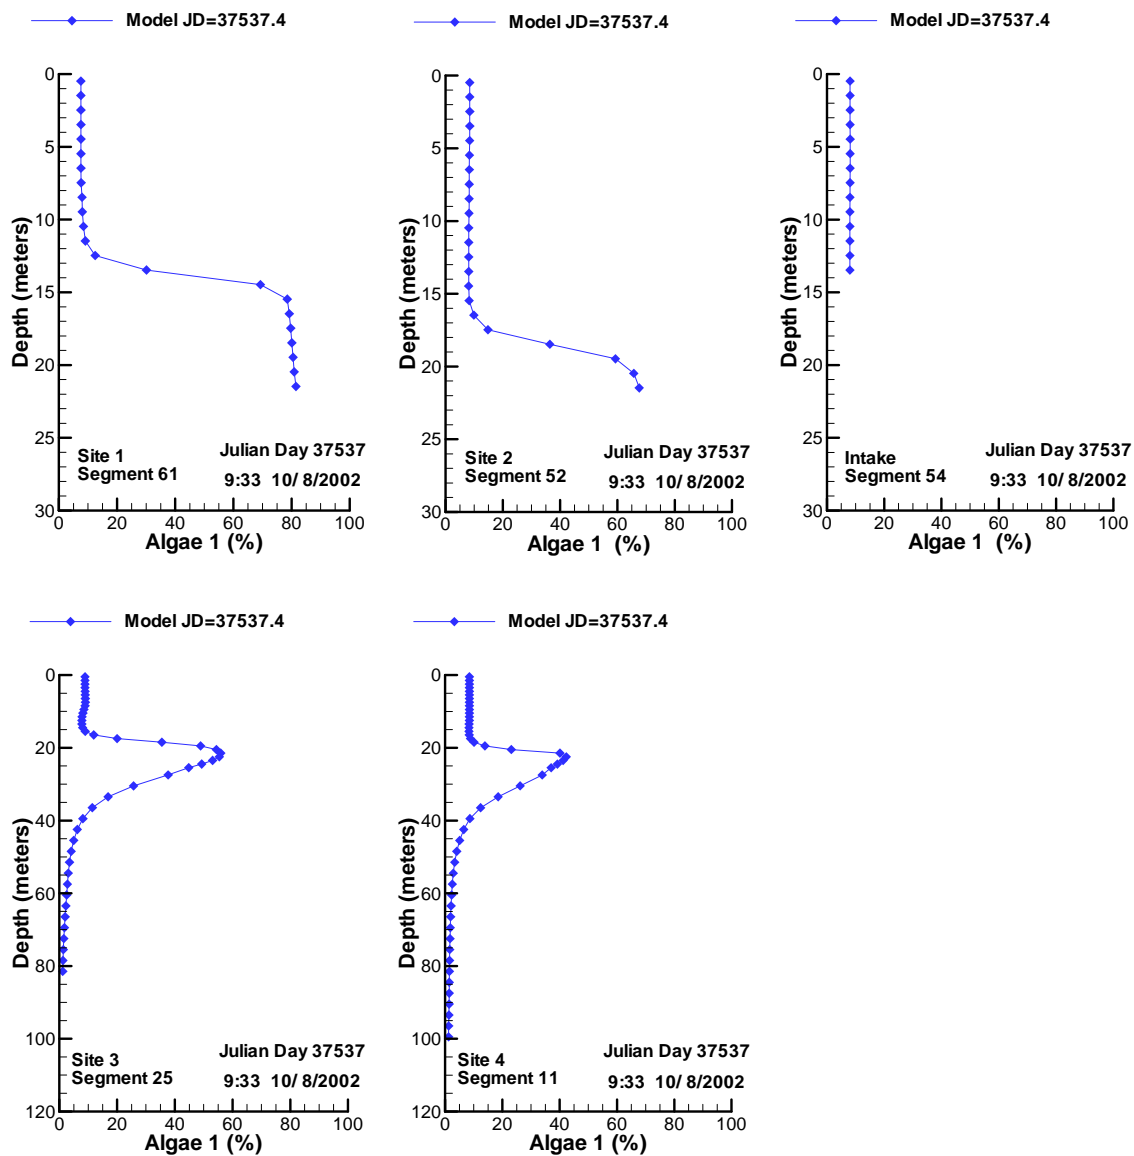 Model JD=37537.4
Model JD=37537.4
Model JD=37537.4
0
5
10
15
20
25
30
Depth (meters)
Site 1
Segment 61
Julian Day 37537
9:33 10/ 8/2002
0 20 40 60 80 100
Algae 1 (%)
0
5
10
15
20
25
30
Depth (meters)
Site 2
Segment 52
Julian Day 37537
9:33 10/ 8/2002
0 20 40 60 80 100
Algae 1 (%)
0
5
10
15
20
25
30
Depth (meters)
Intake
Segment 54
Julian Day 37537
9:33 10/ 8/2002
0 20 40 60 80 100
Algae 1 (%)
Model JD=37537.4
Model JD=37537.4
0
20
40
60
80
100
120
Depth (meters)
Site 3
Segment 25
Julian Day 37537
9:33 10/ 8/2002
0 20 40 60 80 100
Algae 1 (%)
0
20
40
60
80
100
120
Depth (meters)
Site 4
Segment 11
Julian Day 37537
9:33 10/ 8/2002
0 20 40 60 80 100
Algae 1 (%)